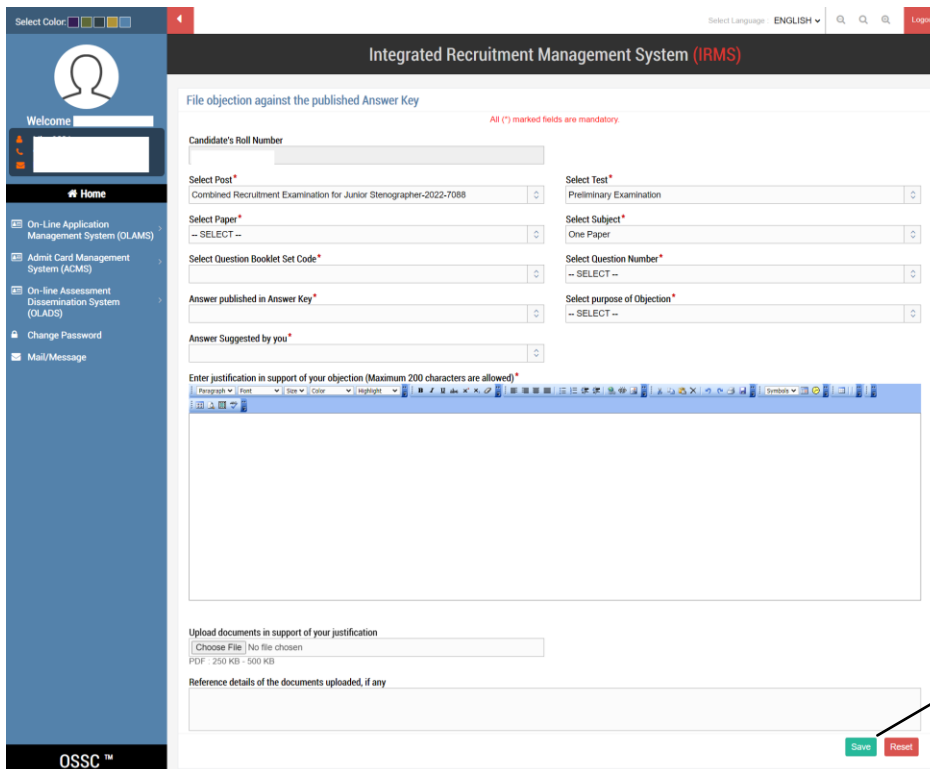 Select Color:
Select Language : ENGLISH
Logo
Integrated Recruitment Management System (IRMS)
Welcome
Home
On-Line Application
Management System (OLAMS)
Admit Card Management
System (ACMS)
On-line Assessment
Dissemination System
(OLADS)
Change Password
Mail/Message
OSSC ™
File objection against the published Answer Key
All (*) marked fields are mandatory.
Candidate's Roll Number
Select Post*
Select Test*
Combined Recruitment Examination for Junior Stenographer-2022-7088
Preliminary Examination
Select Paper*
Select Subject*
-- SELECT --
One Paper
Select Question Booklet Set Code*
Select Question Number*
-- SELECT --
Answer published in Answer Key*
Select purpose of Objection*
-- SELECT --
Answer Suggested by you*
Enter justification in support of your objection (Maximum 200 characters are allowed)*
Paragraph Font Size Color Highlight B I U abc x² x₂ Symbols
Upload documents in support of your justification
Choose File No file chosen
PDF : 250 KB - 500 KB
Reference details of the documents uploaded, if any
Save Reset